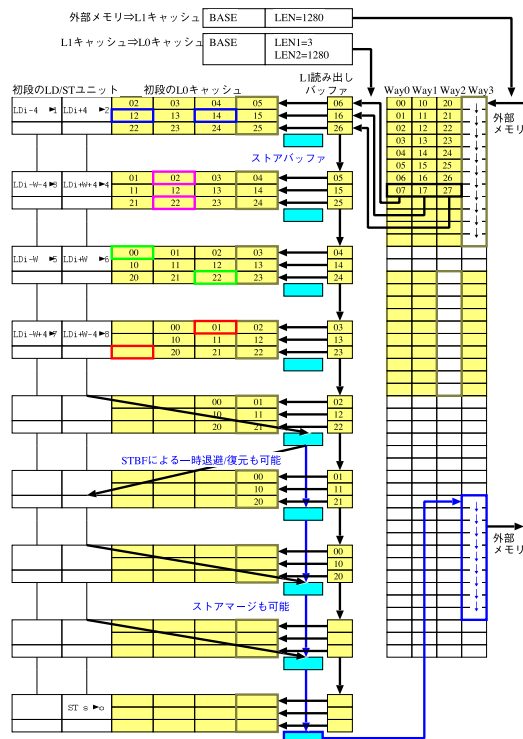 外部メモリ⇒L1キャッシュ BASE LEN=1280
L1キャッシュ⇒L0キャッシュ BASE LEN1=3
LEN2=1280
初段のLD/STユニット 初段のL0キャッシュ L1読み出し
バッファ Way0 Way1 Way2 Way3
LDi-4 1 LDi+4 2 02 03 04 05 06 00 10 20
12 13 14 15 16 01 11 21 外部
22 23 24 25 26 02 12 22 メモリ
ストアバッファ 03 13 23
04 14 24
05 15 25
LDi-W-4 3 LDi+W+4 4 01 02 03 04 05 06 16 26
11 12 13 14 15 07 17 27
21 22 23 24 25
LDi-W 5 LDi+W 6 00 01 02 03 04
10 11 12 13 14
20 21 22 23 24
LDi-W+4 7 LDi+W-4 8 00 01 02 03
10 11 12 13
20 21 22 23
00 01 02
10 11 12
20 21 22
STBFによる一時退避/復元も可能
00 01
10 11
20 21
外部
メモリ
00
10
20
ストアマージも可能
ST s o